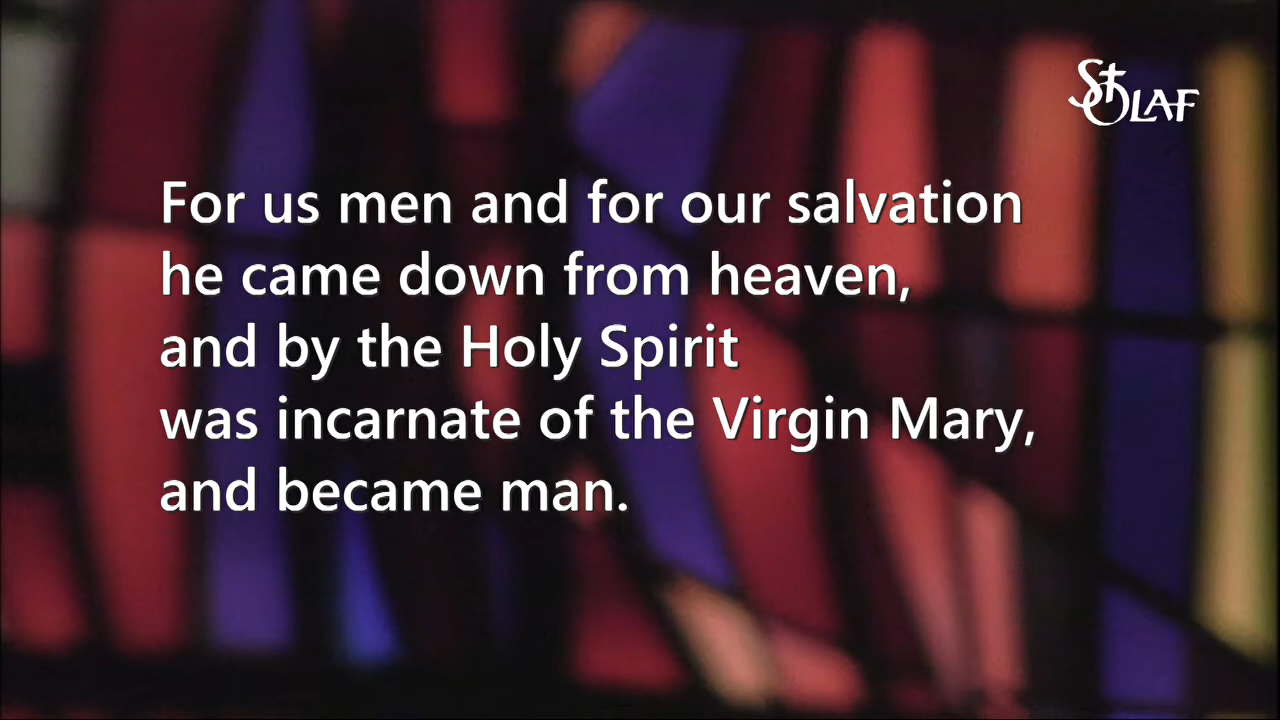 St OLAF
For us men and for our salvation
he came down from heaven,
and by the Holy Spirit
was incarnate of the Virgin Mary,
and became man.